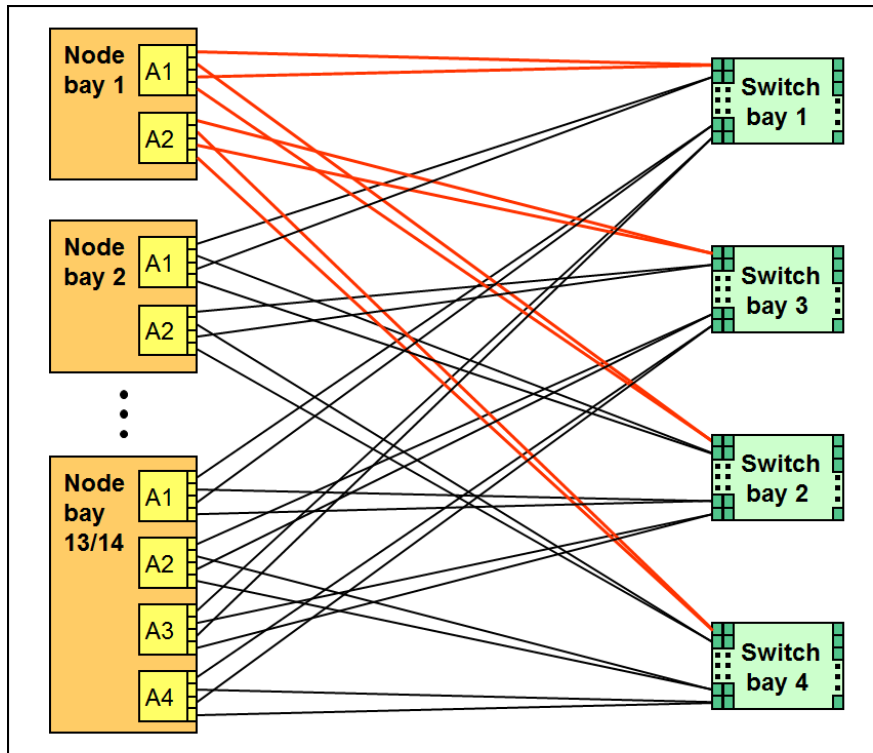 Node
bay 1
A1
A2
Node
bay 2
A1
A2
Node
bay
13/14
A1
A2
A3
A4
Switch
bay 1
Switch
bay 3
Switch
bay 2
Switch
bay 4